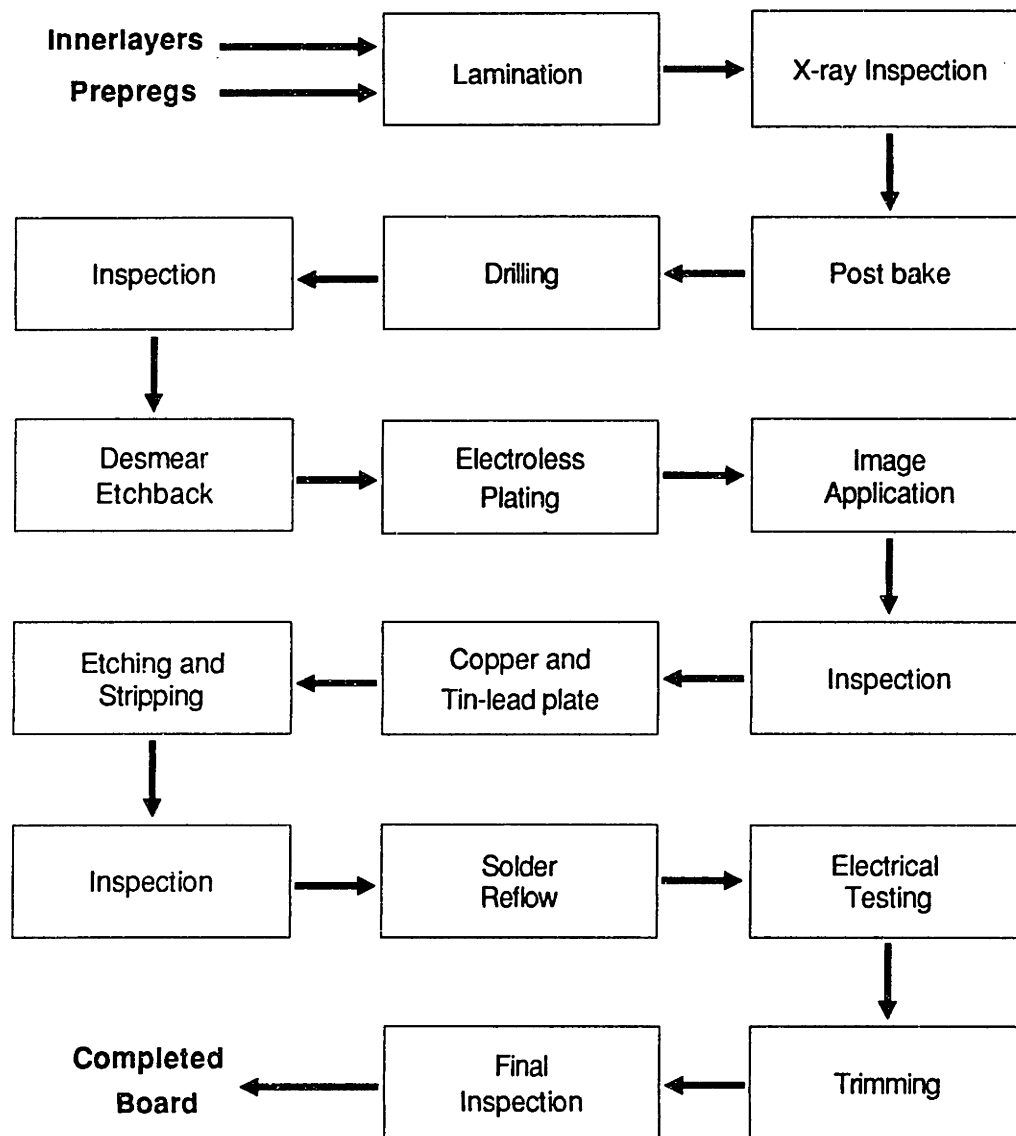 Innerlayers
Prepregs
Lamination
X-ray Inspection
Post bake
Drilling
Inspection
Desmear
Etchback
Electroless
Plating
Image
Application
Inspection
Copper and
Tin-lead plate
Etching and
Stripping
Inspection
Solder
Reflow
Electrical
Testing
Trimming
Final
Inspection
Completed
Board